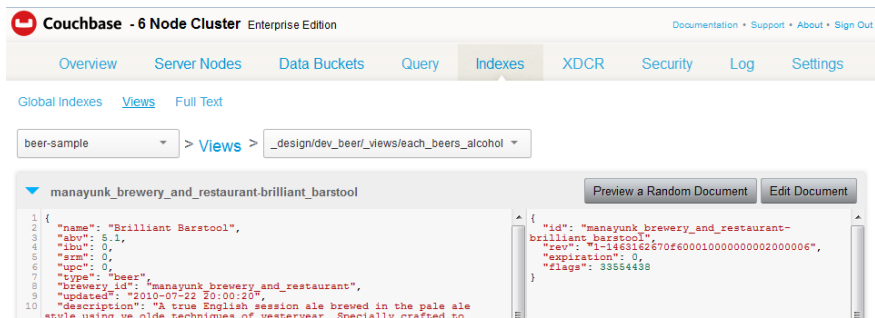 Couchbase - 6 Node Cluster Enterprise Edition
Documentation • Support • About • Sign Out
Overview Server Nodes Data Buckets Query Indexes XDCR Security Log Settings
Global Indexes Views Full Text
beer-sample > Views > _design/dev_beer/_views/each_beers_alcohol
manayunk_brewery_and_restaurant-brilliant_barstool
Preview a Random Document Edit Document
1 {
2 "name": "Brilliant Barstool",
3 "abv": 5.1,
4 "ibu": 0,
5 "srm": 0,
6 "upc": 0,
7 "type": "beer",
8 "brewery_id": "manayunk_brewery_and_restaurant",
9 "updated": "2010-07-22 20:00:20",
10 "description": "A true English session ale brewed in the pale ale
style using ye olde techniques of yesteryear. Specially crafted to
{
"id": "manayunk_brewery_and_restaurant-
brilliant_barstool",
"rev": "1-1463162670f600010000000002000006",
"expiration": 0,
"flags": 33554438
}